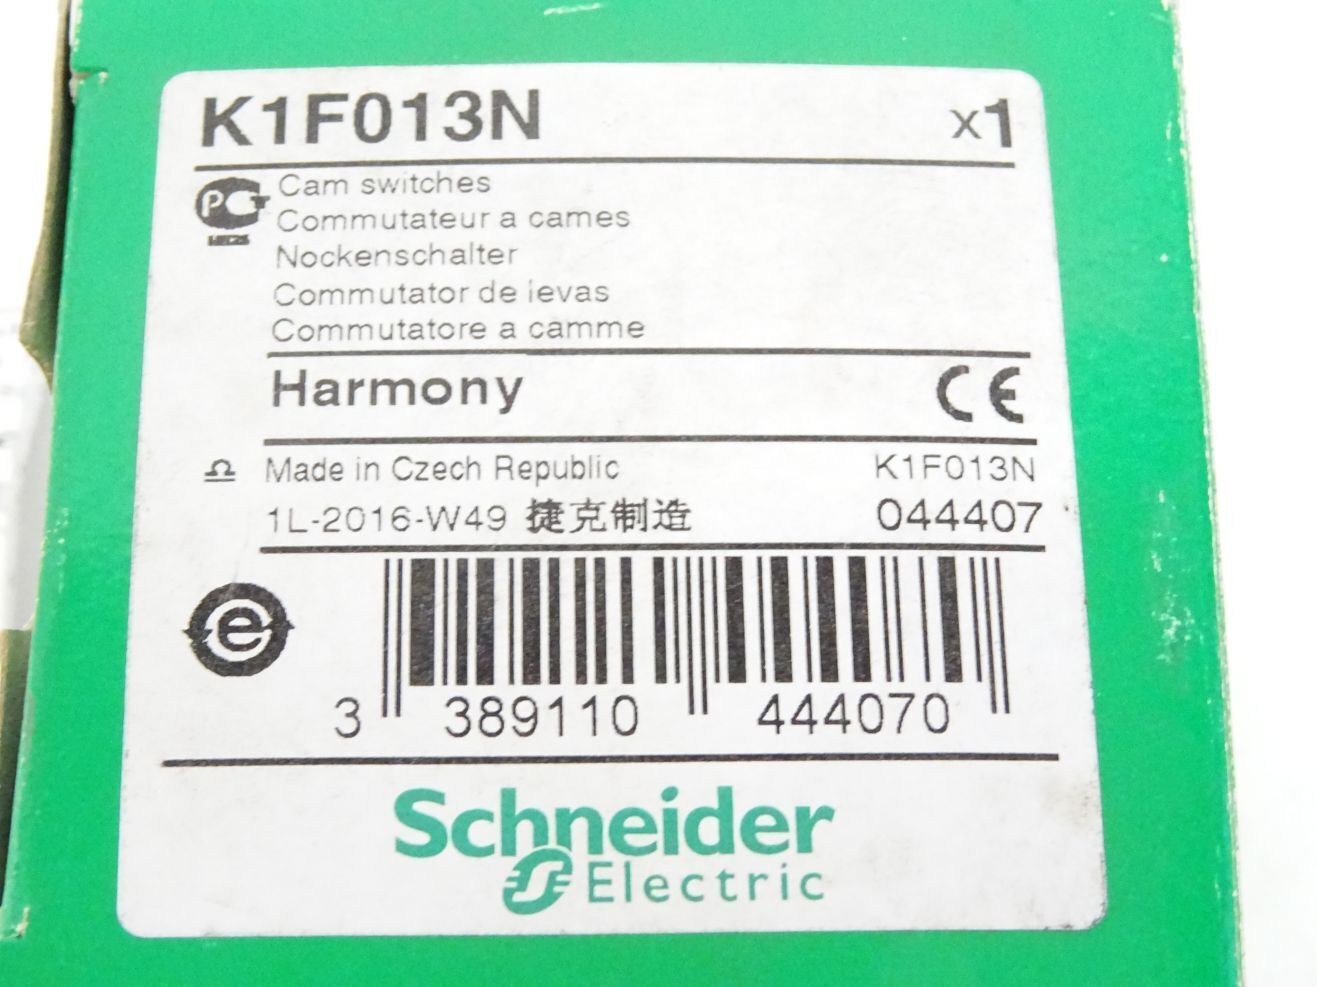 K1F013N x1
Cam switches
Commutateur a cames
Nockenschalter
Commutator de ievas
Commutatore a camme
Harmony CE
Made in Czech Republic K1F013N
1L-2016-W49 捷克制造 044407
e
3 389110 444070
Schneider
Electric